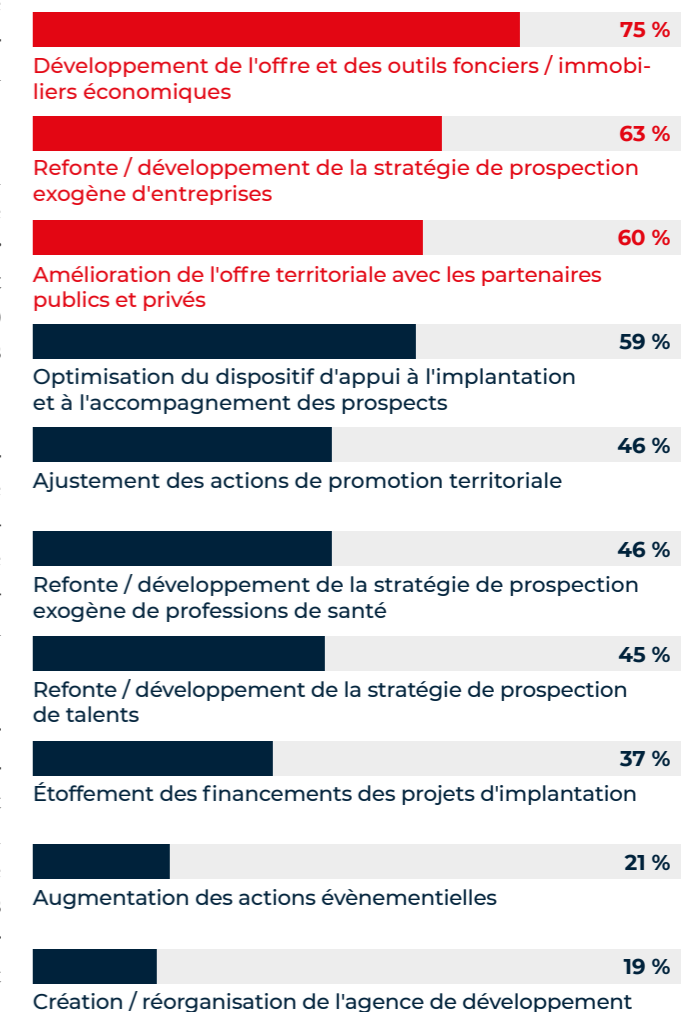 75 %
Développement de l'offre et des outils fonciers / immobi-
liers économiques
63 %
Refonte / développement de la stratégie de prospection
exogène d'entreprises
60 %
Amélioration de l'offre territoriale avec les partenaires
publics et privés
59 %
Optimisation du dispositif d'appui à l'implantation
et à l'accompagnement des prospects
46 %
Ajustement des actions de promotion territoriale
46 %
Refonte / développement de la stratégie de prospection
exogène de professions de santé
45 %
Refonte / développement de la stratégie de prospection
de talents
37 %
Étoffement des financements des projets d'implantation
21 %
Augmentation des actions évènementielles
19 %
Création / réorganisation de l'agence de développement